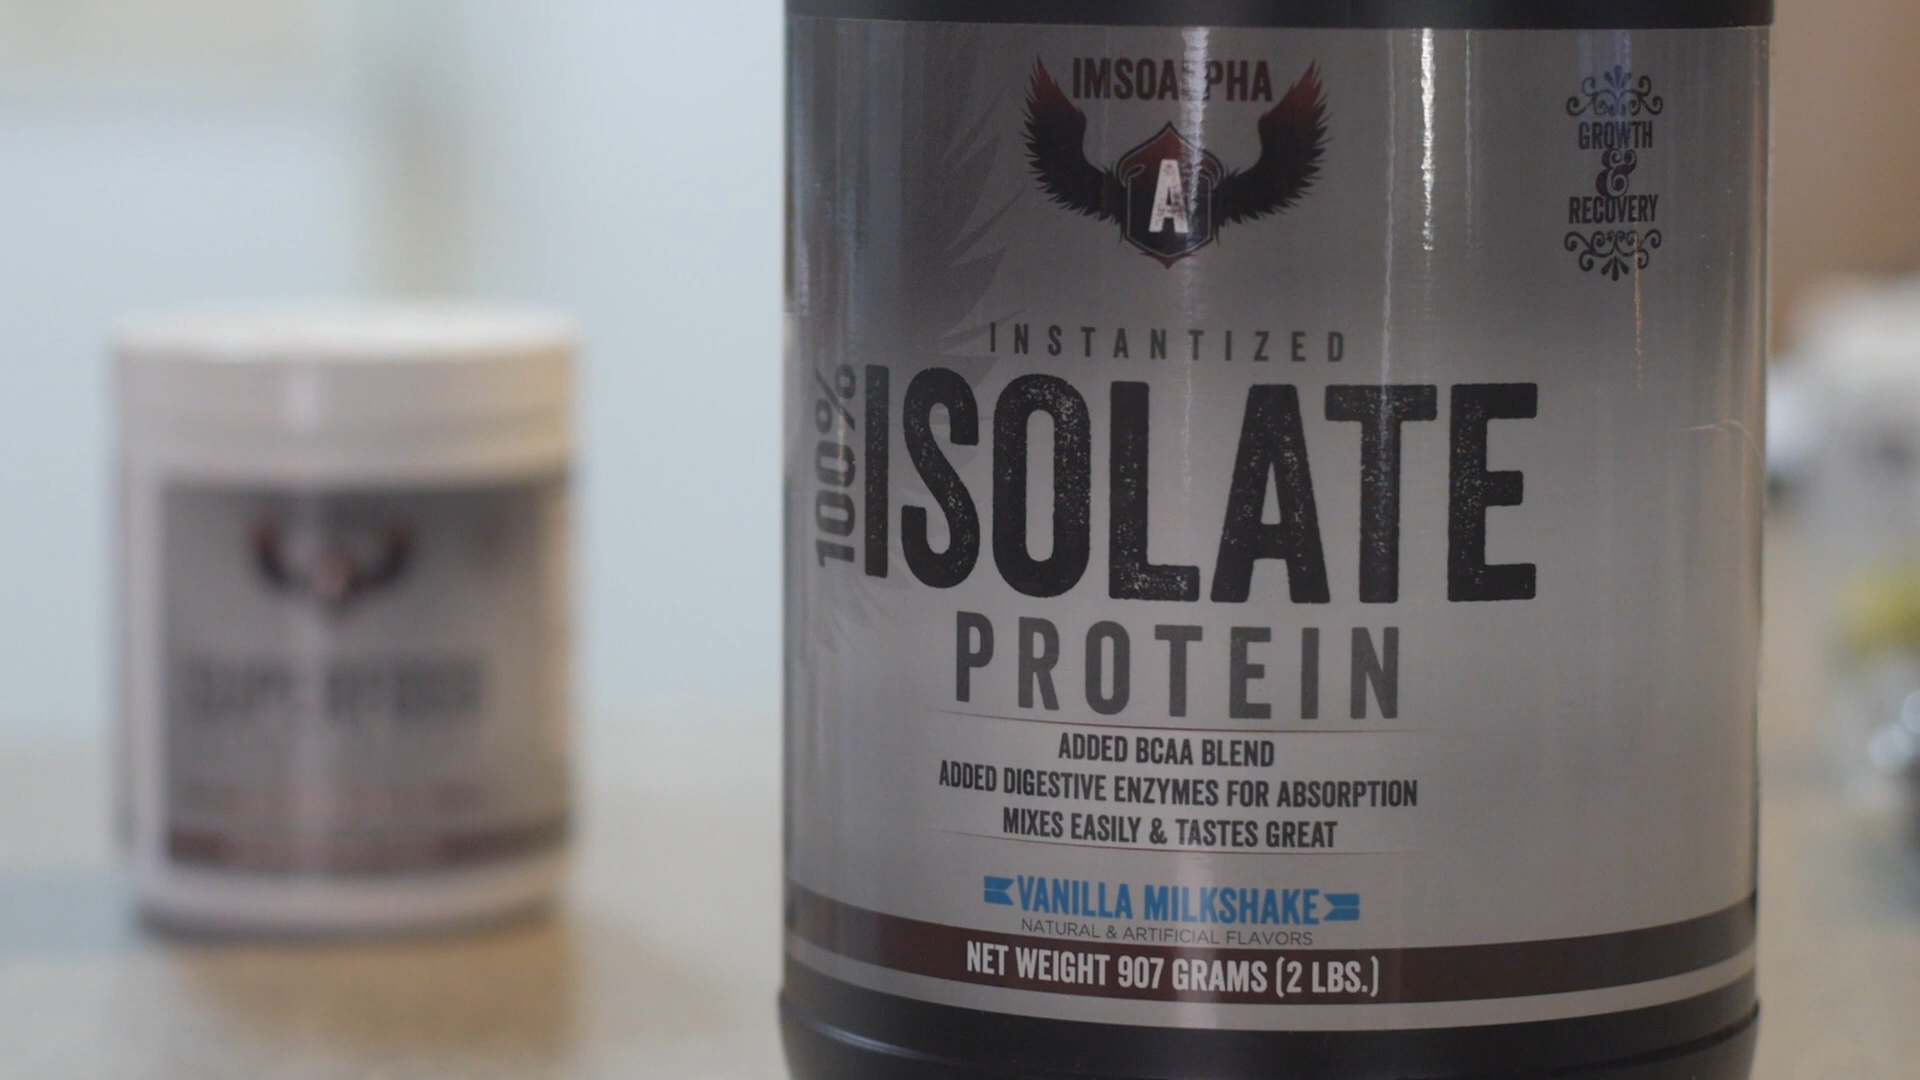 IMSOALPHA
A
GROWTH
&
RECOVERY
INSTANTIZED
100%
ISOLATE
PROTEIN
ADDED BCAA BLEND
ADDED DIGESTIVE ENZYMES FOR ABSORPTION
MIXES EASILY & TASTES GREAT
VANILLA MILKSHAKE
NATURAL & ARTIFICIAL FLAVORS
NET WEIGHT 907 GRAMS (2 LBS.)